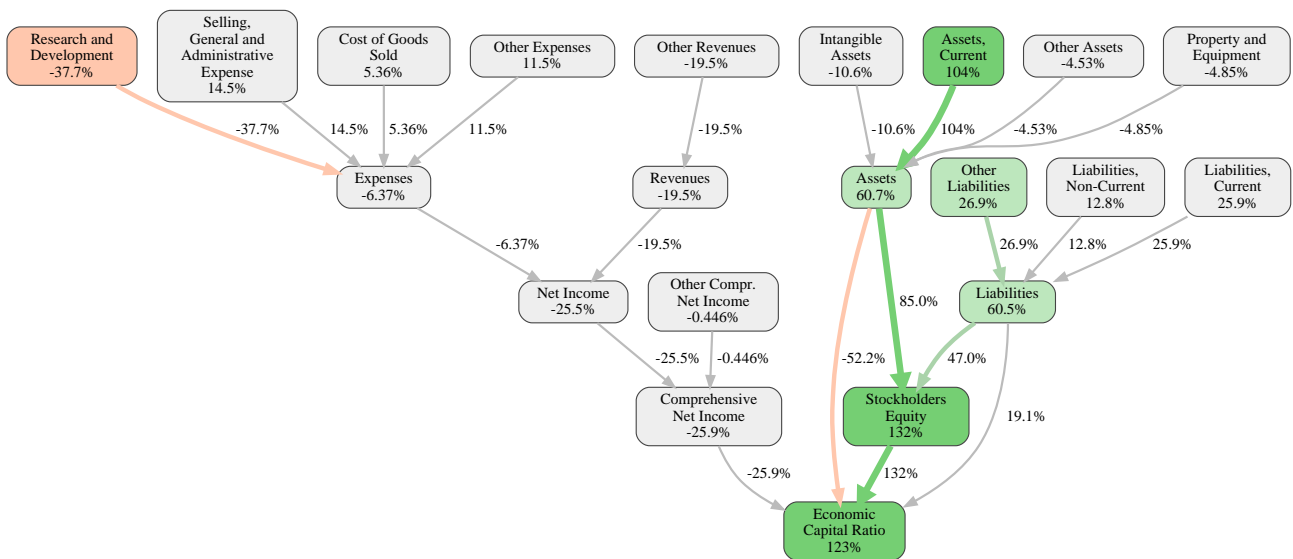 Research and
Development
-37.7%
Selling,
General and
Administrative
Expense
14.5%
Cost of Goods
Sold
5.36%
Other Expenses
11.5%
Other Revenues
-19.5%
Intangible
Assets
-10.6%
Assets,
Current
104%
Other Assets
-4.53%
Property and
Equipment
-4.85%
-37.7%
14.5%
5.36%
11.5%
-19.5%
-10.6%
104%
-4.53%
-4.85%
Expenses
-6.37%
Revenues
-19.5%
Assets
60.7%
Other
Liabilities
26.9%
Liabilities,
Non-Current
12.8%
Liabilities,
Current
25.9%
-6.37%
-19.5%
26.9%
12.8%
25.9%
Net Income
-25.5%
Other Compr.
Net Income
-0.446%
85.0%
Liabilities
60.5%
-25.5%
-0.446%
-52.2%
47.0%
Comprehensive
Net Income
-25.9%
Stockholders
Equity
132%
19.1%
-25.9%
132%
Economic
Capital Ratio
123%